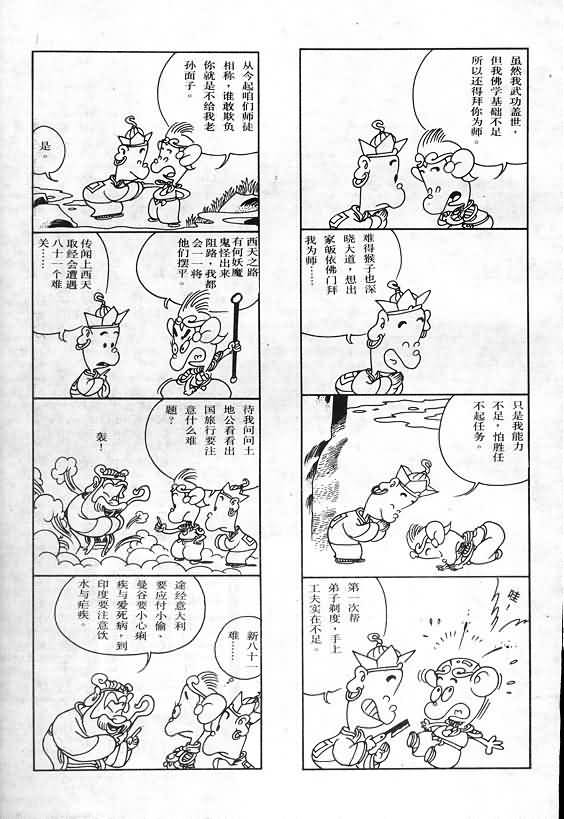 虽然我武功盖世，
但我佛学基础不足
所以还得拜你为师。
难得猴子也深
晓大道，想出
家皈依佛门拜
我为师……
只是我能力
不足，怕胜任
不起任务。
哇！
第一次帮
弟子剃度，手上
工夫实在不足。
从今起咱们师徒
相称，谁敢欺负
你就是不给我老
孙面子。
是。
西天之路
有何妖魔
鬼怪出来
阻路，我都
会一一将
他们摆平。
传闻上西天
取经会遭遇
八十一个难
关……
待我问问土
地公看看出
国旅行要注
意什么难
题？
轰！
途经意大利
要应付小偷。
曼谷要小心痢
疾与爱死病，到
印度要注意饮
水与疟疾。
新八十一
难……